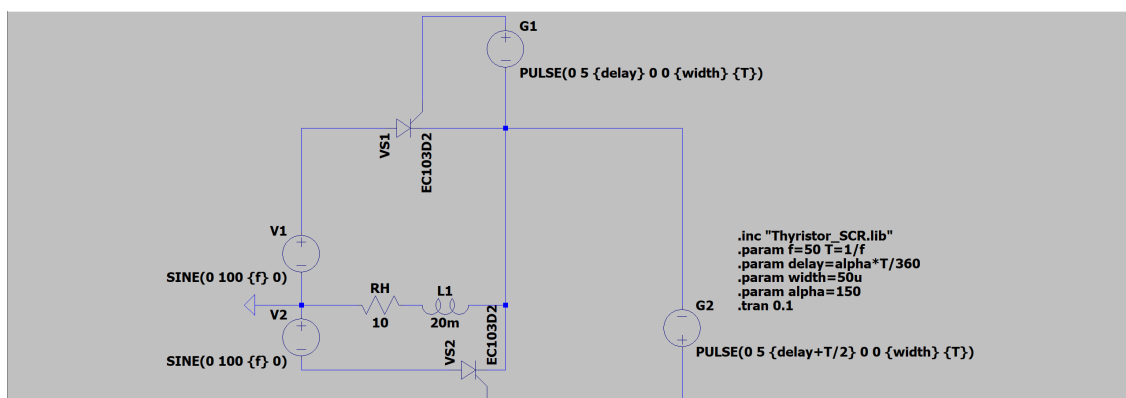 G1
PULSE(0 5 {delay} 0 0 {width} {T})
VS1
EC103D2
V1
SINE(0 100 {f} 0)
.inc "Thyristor_SCR.lib"
.param f=50 T=1/f
.param delay=alpha*T/360
.param width=50u
.param alpha=150
.tran 0.1
RH
10
L1
20m
V2
SINE(0 100 {f} 0)
VS2
EC103D2
G2
PULSE(0 5 {delay+T/2} 0 0 {width} {T})